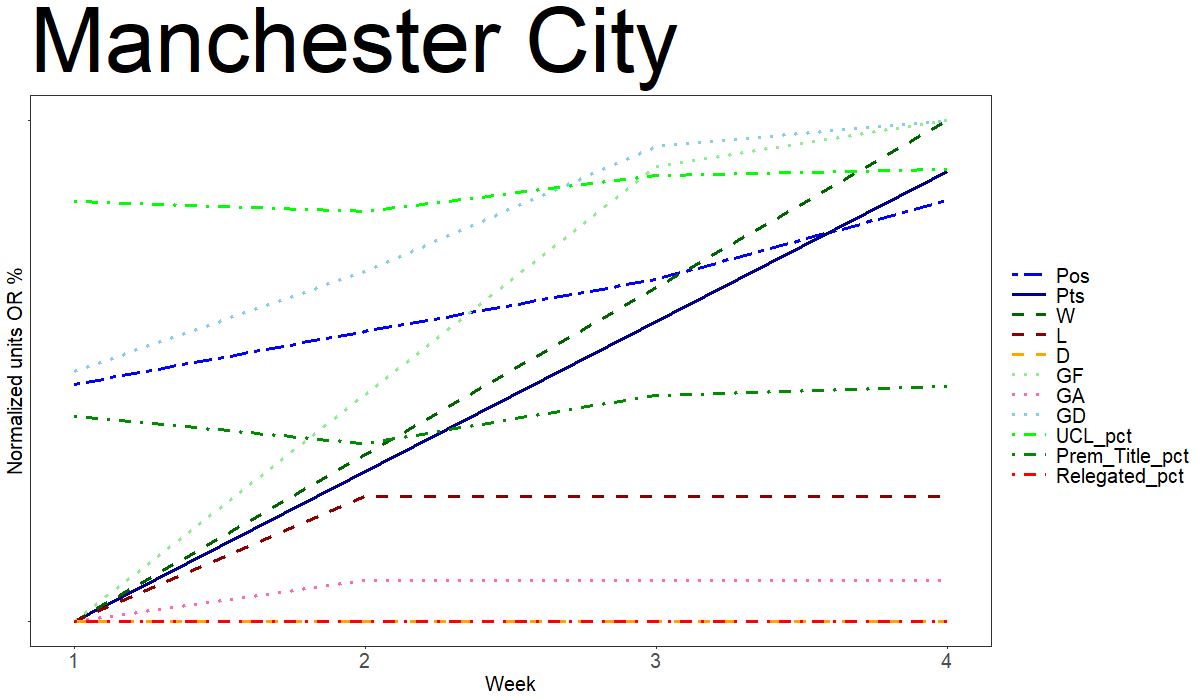 Manchester City
Normalized units OR %
Pos
Pts
W
L
D
GF
GA
GD
UCL_pct
Prem_Title_pct
Relegated_pct
1 2 3 4
Week